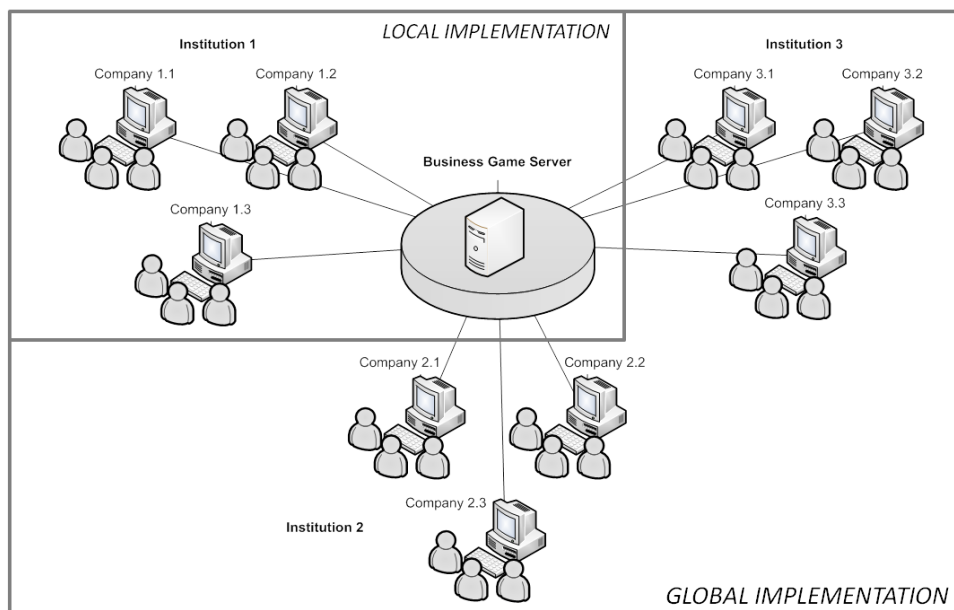 LOCAL IMPLEMENTATION
Institution 1
Company 1.1
Company 1.2
Company 1.3
Business Game Server
Institution 3
Company 3.1
Company 3.2
Company 3.3
Company 2.1
Company 2.2
Company 2.3
Institution 2
GLOBAL IMPLEMENTATION